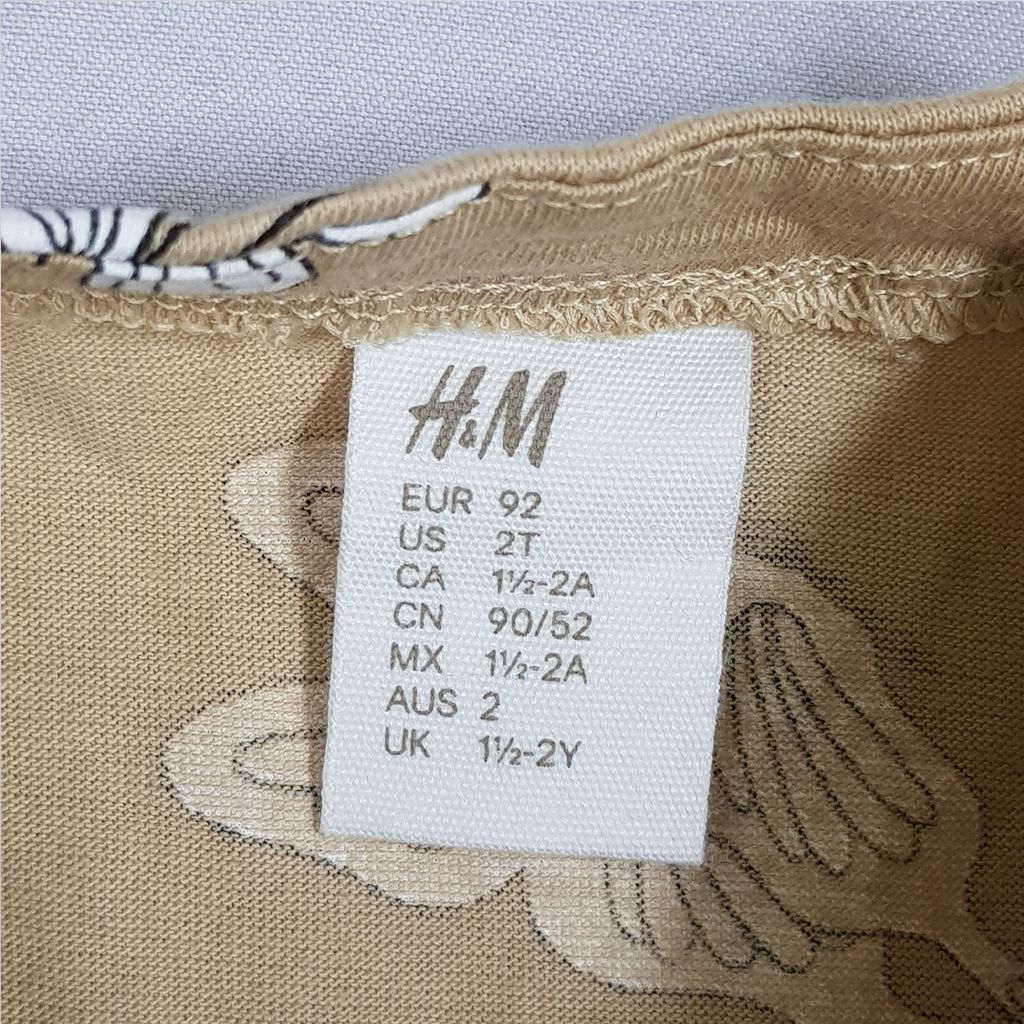 H&M
EUR 92
US 2T
CA 1½-2A
CN 90/52
MX 1½-2A
AUS 2
UK 1½-2Y